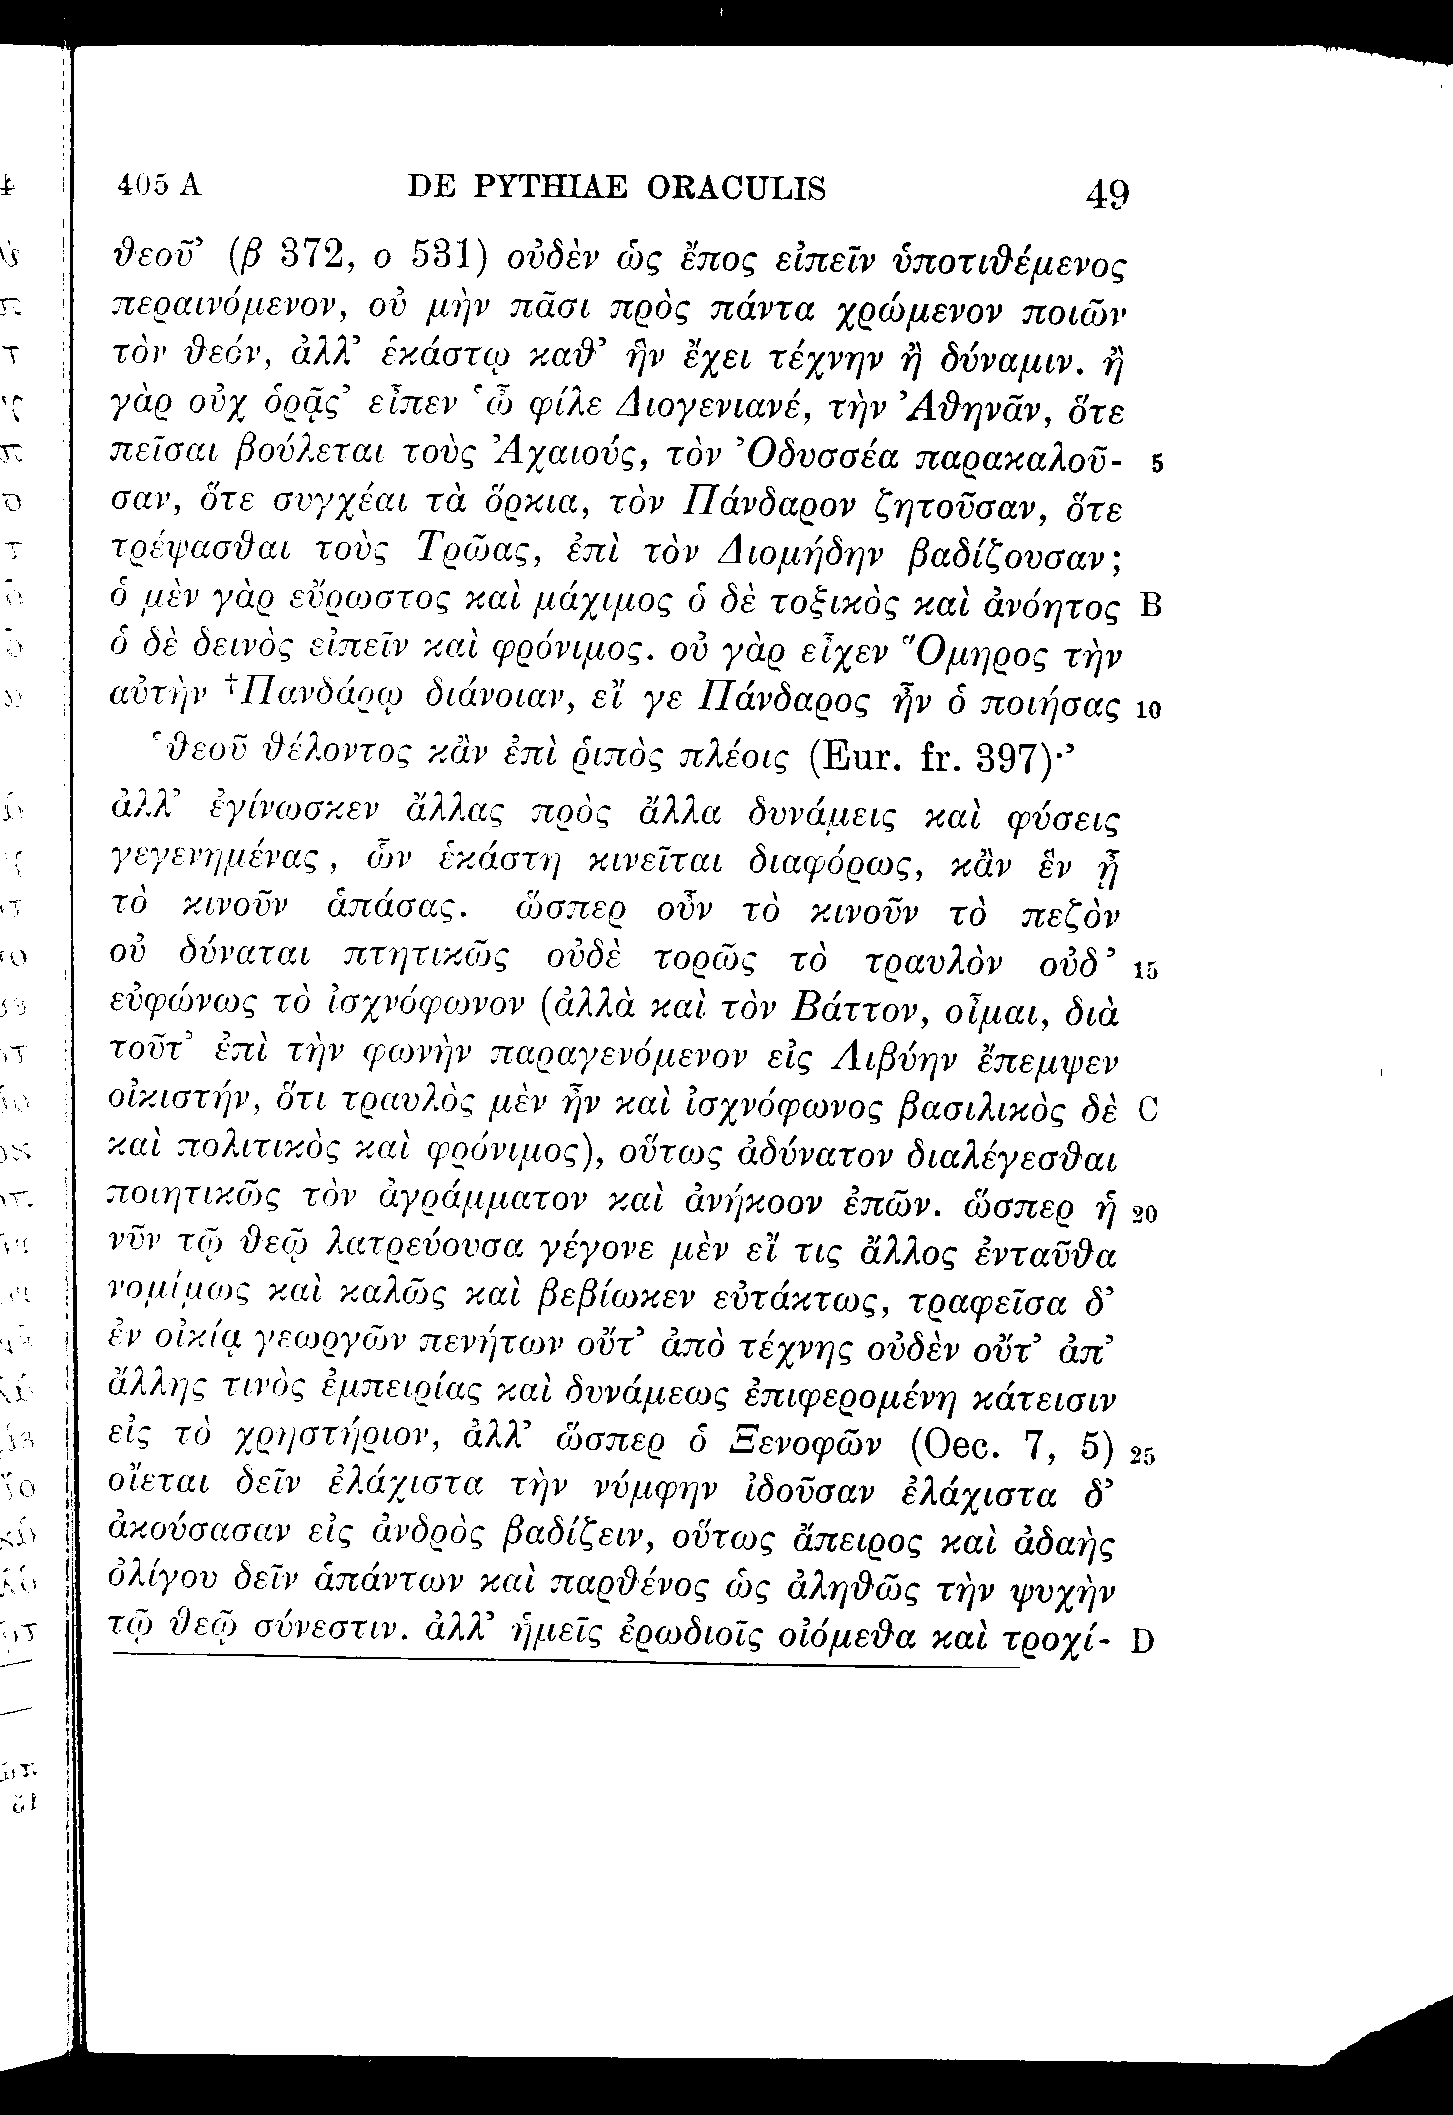 405 A DE PYTHIAE ORACULIS 49
θεοῦ’ (β 372, ο 531) οὐδὲν ὡς ἔπος εἰπεῖν ὑποτιθέμενος
περαινόμενον, οὐ μὴν πᾶσι πρὸς πάντα χρώμενον ποιῶν
τὸν θεόν, ἀλλ’ ἑκάστῳ καθ’ ἣν ἔχει τέχνην ἢ δύναμιν. ἢ
γὰρ οὐχ ὁρᾷς’ εἶπεν ‘ὦ φίλε Διογενιανέ, τὴν Ἀθηνᾶν, ὅτε
πεῖσαι βούλεται τοὺς Ἀχαιούς, τὸν Ὀδυσσέα παρακαλοῦ- 5
σαν, ὅτε συγχέαι τὰ ὅρκια, τὸν Πάνδαρον ζητοῦσαν, ὅτε
τρέψασθαι τοὺς Τρῶας, ἐπὶ τὸν Διομήδην βαδίζουσαν;
ὁ μὲν γὰρ εὔρωστος καὶ μάχιμος ὁ δὲ τοξικὸς καὶ ἀνόητος B
ὁ δὲ δεινὸς εἰπεῖν καὶ φρόνιμος. οὐ γὰρ εἶχεν Ὅμηρος τὴν
αὐτὴν †Πανδάρῳ διάνοιαν, εἴ γε Πάνδαρος ἦν ὁ ποιήσας 10
‘θεοῦ θέλοντος κἂν ἐπὶ ῥιπὸς πλέοις (Eur. fr. 397)·’
ἀλλ’ ἐγίνωσκεν ἄλλας πρὸς ἄλλα δυνάμεις καὶ φύσεις
γεγενημένας, ὧν ἑκάστη κινεῖται διαφόρως, κἂν ἓν ᾖ
τὸ κινοῦν ἁπάσας. ὥσπερ οὖν τὸ κινοῦν τὸ πεζὸν
οὐ δύναται πτητικῶς οὐδὲ τορῶς τὸ τραυλὸν οὐδ’ 15
εὐφώνως τὸ ἰσχνόφωνον (ἀλλὰ καὶ τὸν Βάττον, οἶμαι, διὰ
τοῦτ’ ἐπὶ τὴν φωνὴν παραγενόμενον εἰς Λιβύην ἔπεμψεν
οἰκιστήν, ὅτι τραυλὸς μὲν ἦν καὶ ἰσχνόφωνος βασιλικὸς δὲ C
καὶ πολιτικὸς καὶ φρόνιμος), οὕτως ἀδύνατον διαλέγεσθαι
ποιητικῶς τὸν ἀγράμματον καὶ ἀνήκοον ἐπῶν. ὥσπερ ἡ 20
νῦν τῷ θεῷ λατρεύουσα γέγονε μὲν εἴ τις ἄλλος ἐνταῦθα
νομίμως καὶ καλῶς καὶ βεβίωκεν εὐτάκτως, τραφεῖσα δ’
ἐν οἰκίᾳ γεωργῶν πενήτων οὔτ’ ἀπὸ τέχνης οὐδὲν οὔτ’ ἀπ’
ἄλλης τινὸς ἐμπειρίας καὶ δυνάμεως ἐπιφερομένη κάτεισιν
εἰς τὸ χρηστήριον, ἀλλ’ ὥσπερ ὁ Ξενοφῶν (Oec. 7, 5) 25
οἴεται δεῖν ἐλάχιστα τὴν νύμφην ἰδοῦσαν ἐλάχιστα δ’
ἀκούσασαν εἰς ἀνδρὸς βαδίζειν, οὕτως ἄπειρος καὶ ἀδαὴς
ὀλίγου δεῖν ἁπάντων καὶ παρθένος ὡς ἀληθῶς τὴν ψυχὴν
τῷ θεῷ σύνεστιν. ἀλλ’ ἡμεῖς ἐρωδιοῖς οἰόμεθα καὶ τροχί- D